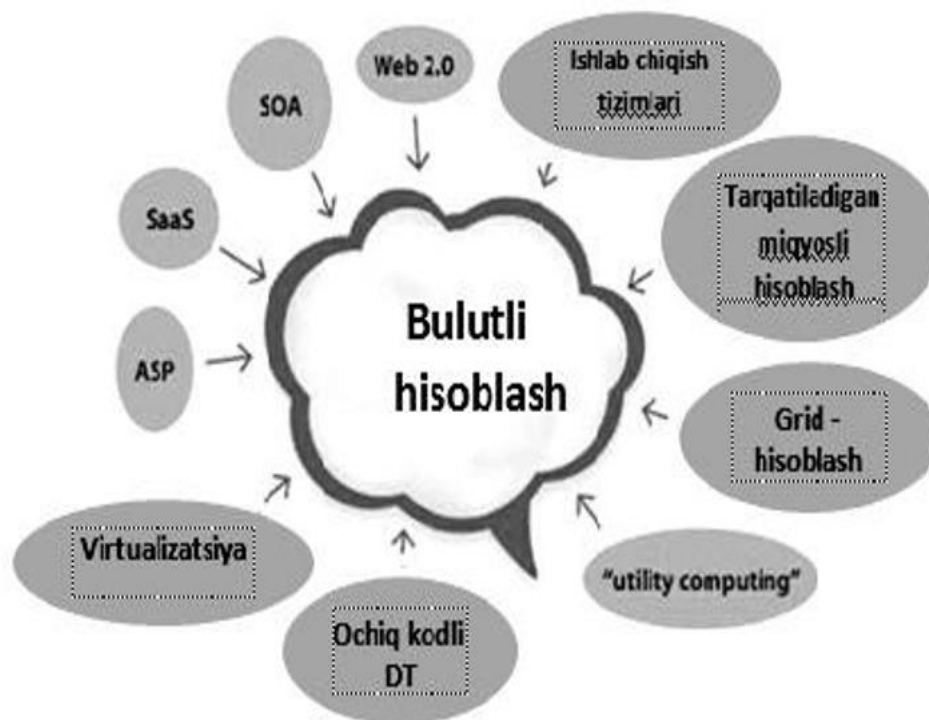 Web 2.0
SOA
SaaS
ASP
Ishlab chiqish
tizimlari
Tarqatiladigan
miqyosli
hisoblash
Bulutli
hisoblash
Grid -
hisoblash
Virtualizatsiya
Ochiq kodli
DT
"utility computing"